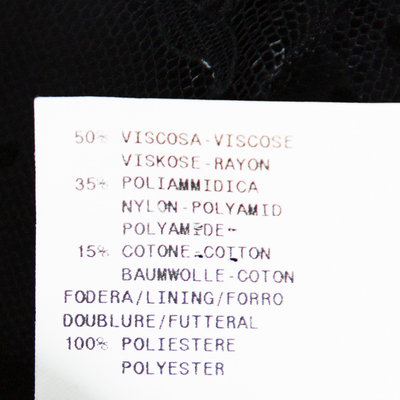 50% VISCOSA-VISCOSE
VISKOSE-RAYON
35% POLIAMMIDICA
NYLON-POLYAMID
POLYAMIDE-
15% COTONE-COTTON
BAUMWOLLE-COTON
FODERA/LINING/FORRO
DOUBLURE/FUTTERAL
100% POLIESTERE
POLYESTER